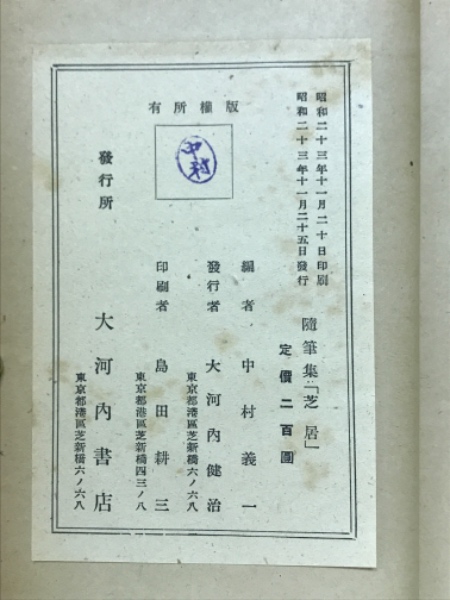 昭和二十三年十一月二十日印刷
昭和二十三年十一月二十五日發行
隨筆集「芝居」
定價二百圓
版權所有
中村
編者 中村義一
發行者 大河內健治
東京都港區芝新橋六ノ六八
印刷者 島田耕三
東京都港區芝新橋四ノ三八
發行所 大河內書店
東京都港區芝新橋六ノ六八